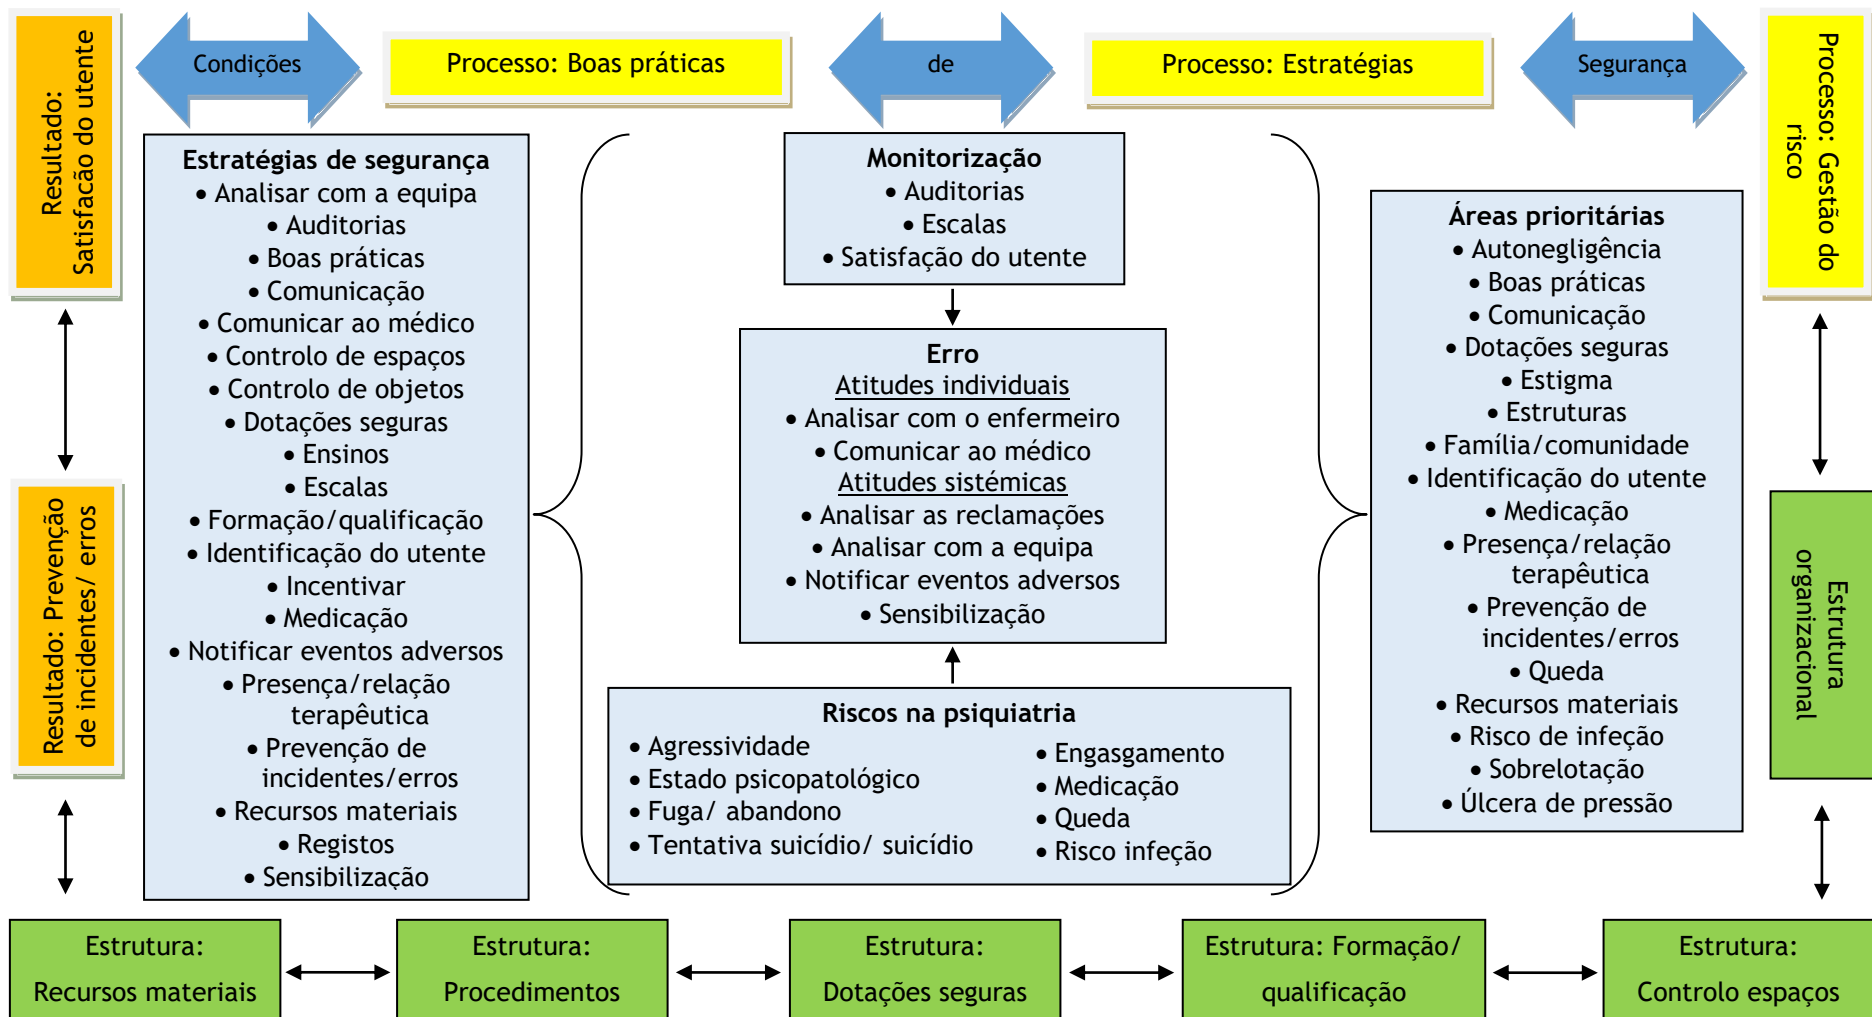 Resultado:
Satisfacão do utente
Condições
Processo: Boas práticas
de
Processo: Estratégias
Segurança
Processo: Gestão do
risco
Estratégias de segurança
• Analisar com a equipa
• Auditorias
• Boas práticas
• Comunicação
• Comunicar ao médico
• Controlo de espaços
• Controlo de objetos
• Dotações seguras
• Ensinos
• Escalas
• Formação/qualificação
• Identificação do utente
• Incentivar
• Medicação
• Notificar eventos adversos
• Presença/relação
terapêutica
• Prevenção de
incidentes/erros
• Recursos materiais
• Registos
• Sensibilização
Monitorização
• Auditorias
• Escalas
• Satisfação do utente
Erro
Atitudes individuais
• Analisar com o enfermeiro
• Comunicar ao médico
Atitudes sistémicas
• Analisar as reclamações
• Analisar com a equipa
• Notificar eventos adversos
• Sensibilização
Riscos na psiquiatria
• Agressividade
• Estado psicopatológico
• Fuga/ abandono
• Tentativa suicídio/ suicídio
• Engasgamento
• Medicação
• Queda
• Risco infeção
Áreas prioritárias
• Autonegligência
• Boas práticas
• Comunicação
• Dotações seguras
• Estigma
• Estruturas
• Família/comunidade
• Identificação do utente
• Medicação
• Presença/relação
terapêutica
• Prevenção de
incidentes/erros
• Queda
• Recursos materiais
• Risco de infeção
• Sobrelotação
• Úlcera de pressão
Resultado: Prevenção
de incidentes/ erros
Estrutura
organizacional
Estrutura:
Recursos materiais
Estrutura:
Procedimentos
Estrutura:
Dotações seguras
Estrutura: Formação/
qualificação
Estrutura:
Controlo espaços